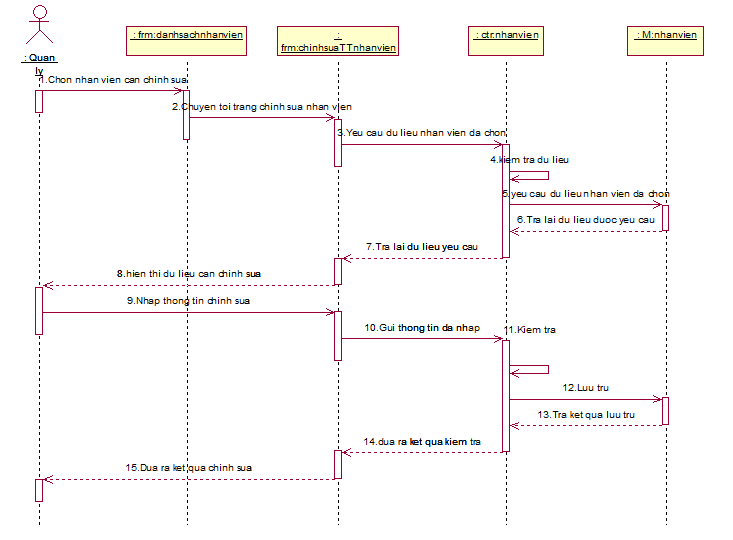 : Quan
ly
: frm:danhsachnhanvien
:
frm:chinhsuaTTnhanvien
: ctr:nhanvien
: M:nhanvien
1.Chon nhan vien can chinh sua
2.Chuyen toi trang chinh sua nhan vien
3.Yeu cau du lieu nhan vien da chon
4.kiem tra du lieu
5.yeu cau du lieu nhan vien da chon
6.Tra lai du lieu duoc yeu cau
7.Tra lai du lieu yeu cau
8.hien thi du lieu can chinh sua
9.Nhap thong tin chinh sua
10.Gui thong tin da nhap
11.Kiem tra
12.Luu tru
13.Tra ket qua luu tru
14.dua ra ket qua kiem tra
15.Dua ra ket qua chinh sua